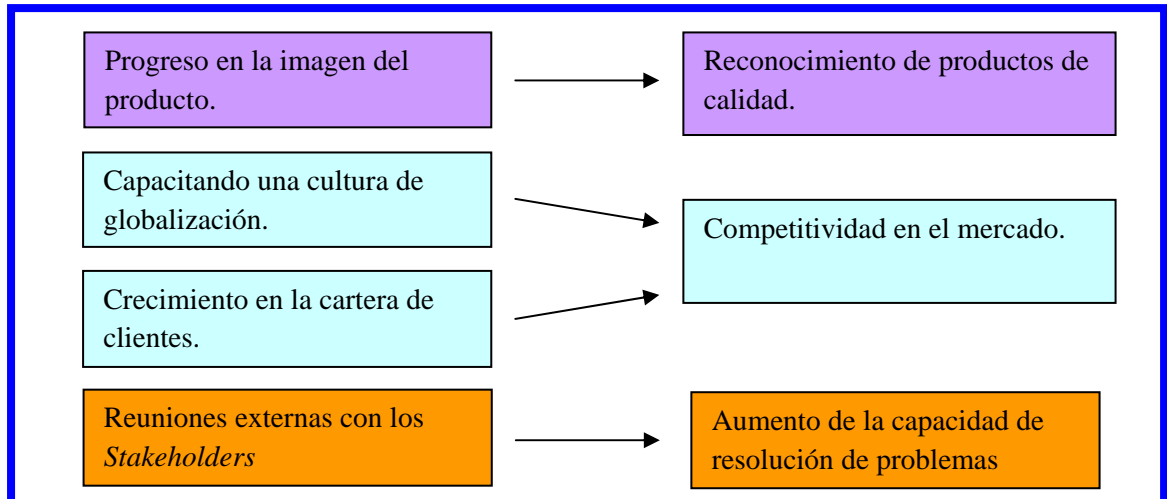 Progreso en la imagen del
producto.
Reconocimiento de productos de
calidad.
Capacitando una cultura de
globalización.
Competitividad en el mercado.
Crecimiento en la cartera de
clientes.
Reuniones externas con los
Stakeholders
Aumento de la capacidad de
resolución de problemas